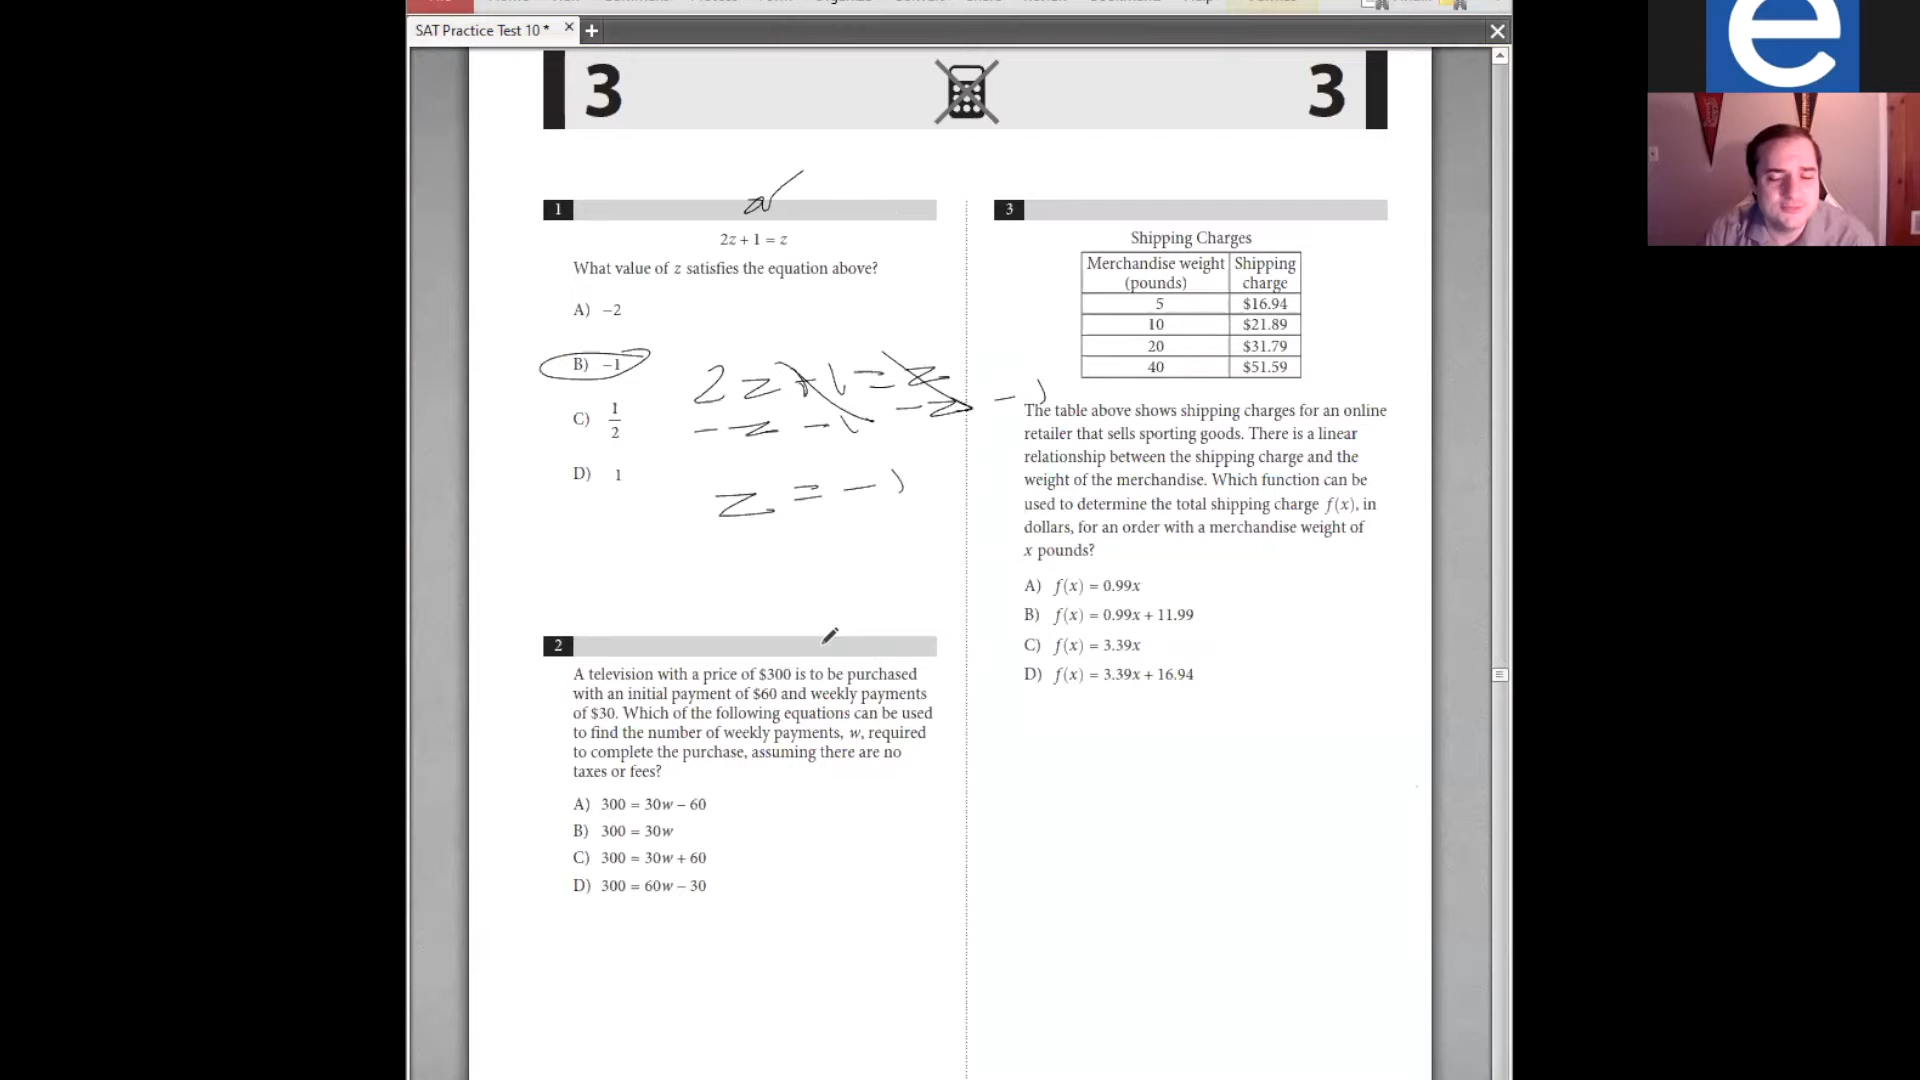 SAT Practice Test 10 *
3
3
1
2z + 1 = z
What value of z satisfies the equation above?
A) −2
B) −1
C) 1/2
D) 1
2z + 1 = z
− z − 1 − z − 1
z = − 1
2
A television with a price of $300 is to be purchased
with an initial payment of $60 and weekly payments
of $30. Which of the following equations can be used
to find the number of weekly payments, w, required
to complete the purchase, assuming there are no
taxes or fees?
A) 300 = 30w − 60
B) 300 = 30w
C) 300 = 30w + 60
D) 300 = 60w − 30
3
Shipping Charges
Merchandise weight (pounds) Shipping charge
5 $16.94
10 $21.89
20 $31.79
40 $51.59
The table above shows shipping charges for an online
retailer that sells sporting goods. There is a linear
relationship between the shipping charge and the
weight of the merchandise. Which function can be
used to determine the total shipping charge f(x), in
dollars, for an order with a merchandise weight of
x pounds?
A) f(x) = 0.99x
B) f(x) = 0.99x + 11.99
C) f(x) = 3.39x
D) f(x) = 3.39x + 16.94
e